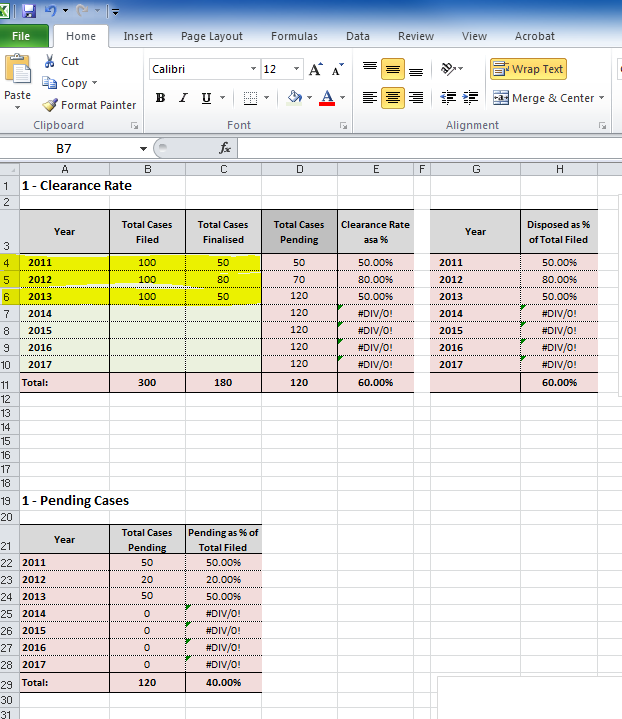 File Home Insert Page Layout Formulas Data Review View Acrobat
Cut
Copy
Format Painter
Paste
Calibri 12 A A
B I U A
Wrap Text
Merge & Center
Clipboard Font Alignment
B7 fx
A B C D E F G H
1 1 - Clearance Rate
2
3 Year Total Cases Filed Total Cases Finalised Total Cases Pending Clearance Rate asa % Year Disposed as % of Total Filed
4 2011 100 50 50 50.00% 2011 50.00%
5 2012 100 80 70 80.00% 2012 80.00%
6 2013 100 50 120 50.00% 2013 50.00%
7 2014 120 #DIV/0! 2014 #DIV/0!
8 2015 120 #DIV/0! 2015 #DIV/0!
9 2016 120 #DIV/0! 2016 #DIV/0!
10 2017 120 #DIV/0! 2017 #DIV/0!
11 Total: 300 180 120 60.00% 60.00%
12
13
14
15
16
17
18
19 1 - Pending Cases
20
21 Year Total Cases Pending Pending as % of Total Filed
22 2011 50 50.00%
23 2012 20 20.00%
24 2013 50 50.00%
25 2014 0 #DIV/0!
26 2015 0 #DIV/0!
27 2016 0 #DIV/0!
28 2017 0 #DIV/0!
29 Total: 120 40.00%
30
31